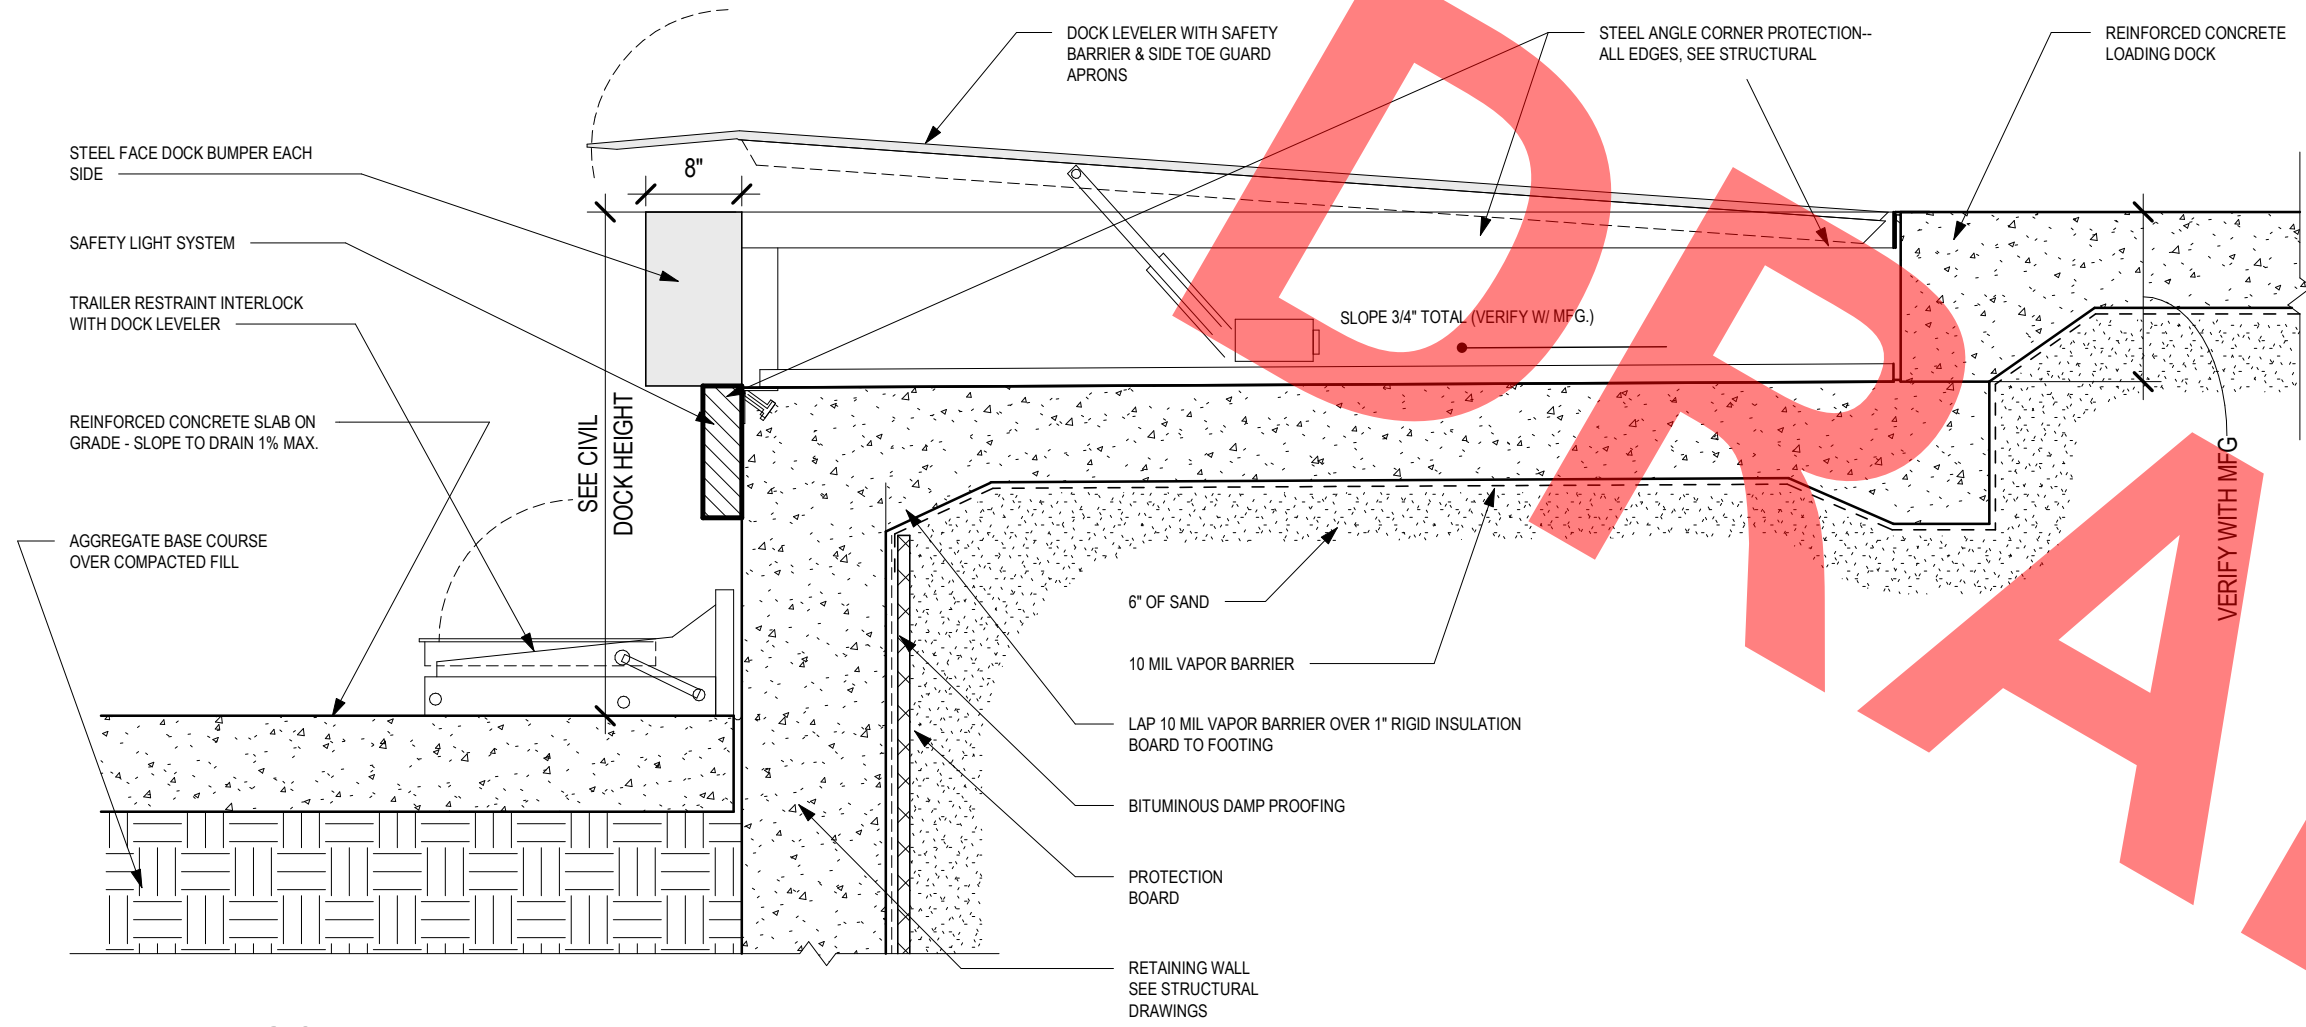 DOCK LEVELER WITH SAFETY
BARRIER & SIDE TOE GUARD
APRONS
STEEL ANGLE CORNER PROTECTION--
ALL EDGES, SEE STRUCTURAL
REINFORCED CONCRETE
LOADING DOCK
STEEL FACE DOCK BUMPER EACH
SIDE
8"
SAFETY LIGHT SYSTEM
TRAILER RESTRAINT INTERLOCK
WITH DOCK LEVELER
SLOPE 3/4" TOTAL (VERIFY W/ MFG.)
REINFORCED CONCRETE SLAB ON
GRADE - SLOPE TO DRAIN 1% MAX.
SEE CIVIL
DOCK HEIGHT
VERIFY WITH MFG
AGGREGATE BASE COURSE
OVER COMPACTED FILL
6" OF SAND
10 MIL VAPOR BARRIER
LAP 10 MIL VAPOR BARRIER OVER 1" RIGID INSULATION
BOARD TO FOOTING
BITUMINOUS DAMP PROOFING
PROTECTION
BOARD
RETAINING WALL
SEE STRUCTURAL
DRAWINGS
DRA